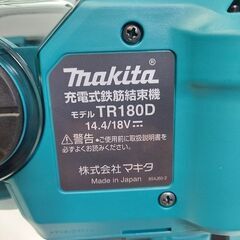 makita
充電式鉄筋結束機
モデル TR180D
14.4/18V ⎓
⚠ ●ご使用前に取扱説明書を
必ずよくお読みください。
株式会社マキタ
Made in Japan